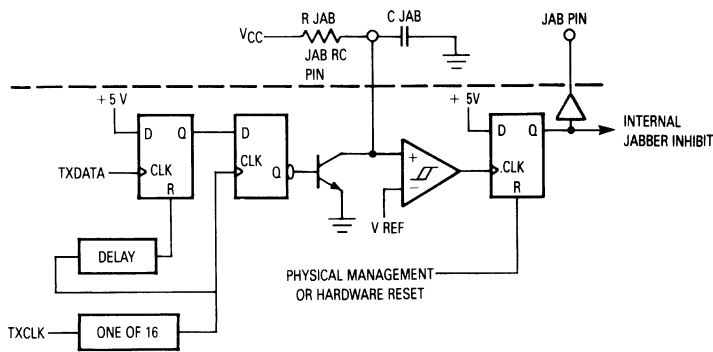 R JAB
C JAB
JAB PIN
VCC
JAB RC
PIN
+ 5 V
+ 5V
D Q
D
D Q
INTERNAL
JABBER INHIBIT
TXDATA
CLK
CLK
Q
+
−
.CLK
R
R
V REF
DELAY
PHYSICAL MANAGEMENT
OR HARDWARE RESET
TXCLK
ONE OF 16